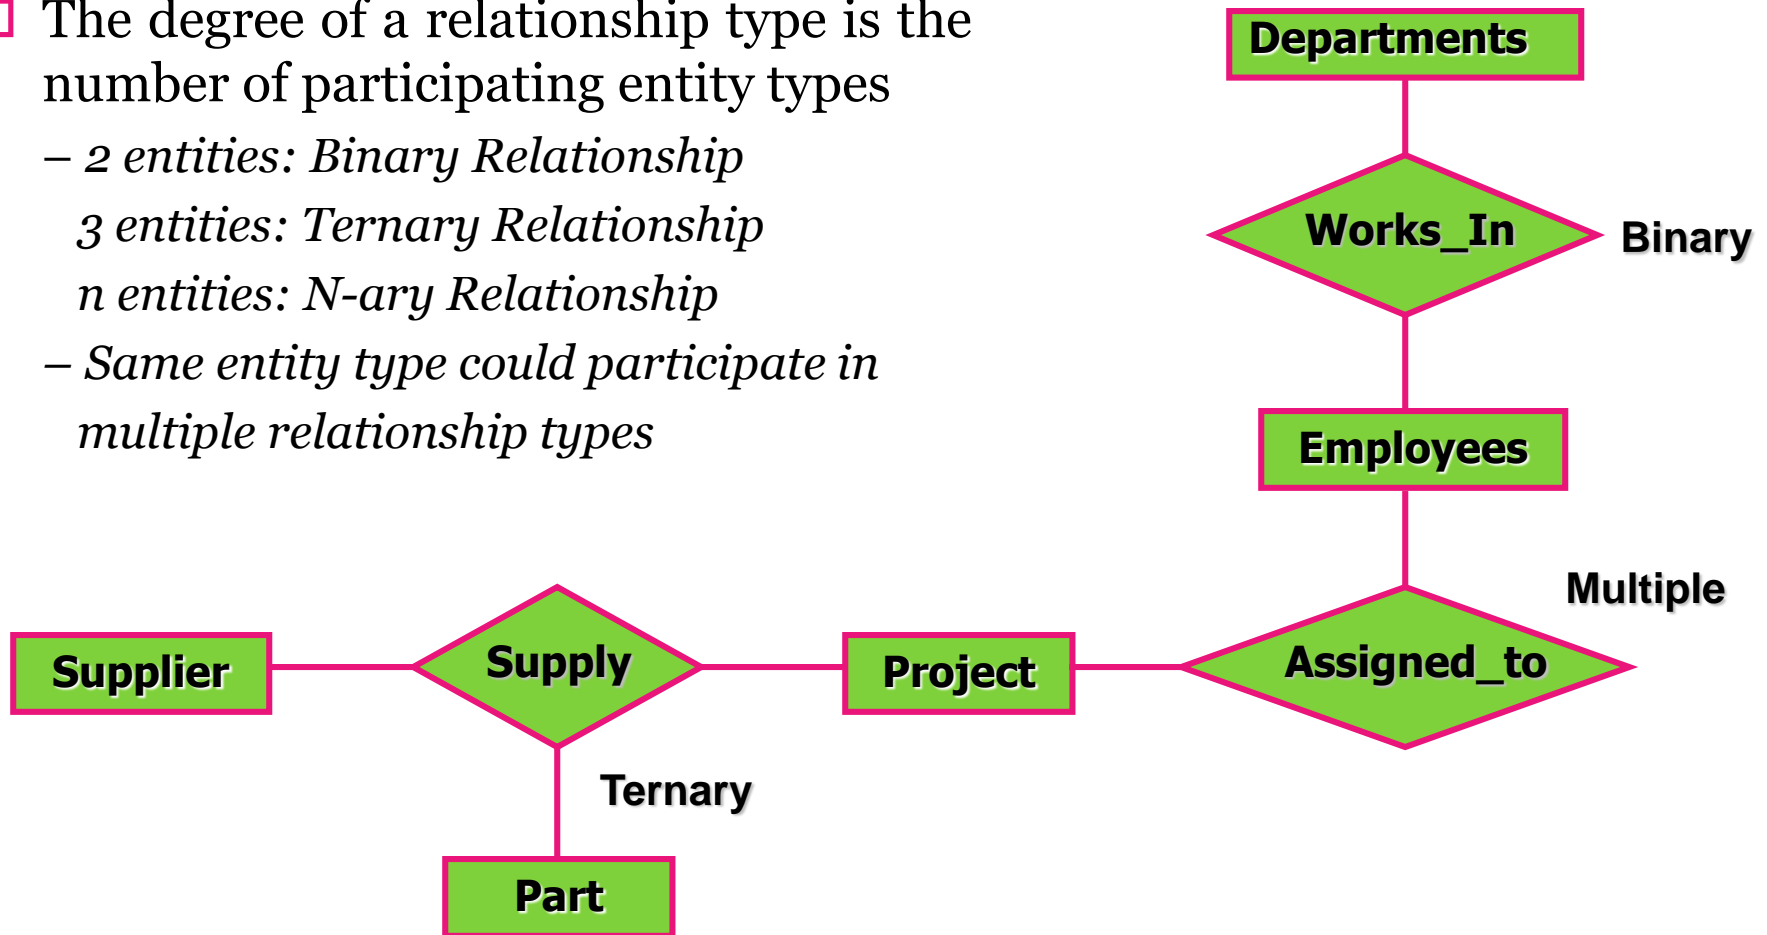 The degree of a relationship type is the
number of participating entity types
– 2 entities: Binary Relationship
3 entities: Ternary Relationship
n entities: N-ary Relationship
– Same entity type could participate in
multiple relationship types
Departments
Works_In
Binary
Employees
Multiple
Supplier
Supply
Project
Assigned_to
Ternary
Part